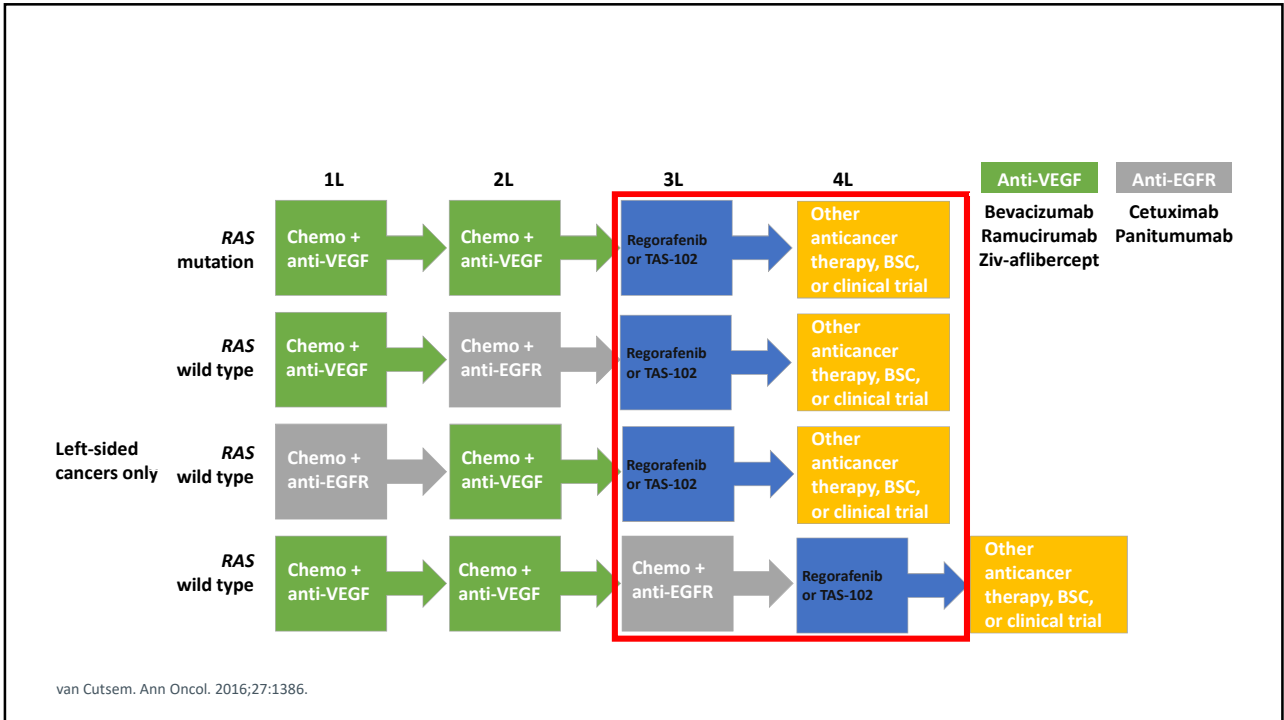 1L
2L
3L
4L
Anti-VEGF
Anti-EGFR
Bevacizumab
Ramucirumab
Ziv-aflibercept
Cetuximab
Panitumumab
RAS
mutation
Chemo +
anti-VEGF
Chemo +
anti-VEGF
Regorafenib
or TAS-102
Other
anticancer
therapy, BSC,
or clinical trial
RAS
wild type
Chemo +
anti-VEGF
Chemo +
anti-EGFR
Regorafenib
or TAS-102
Other
anticancer
therapy, BSC,
or clinical trial
Left-sided
cancers only
RAS
wild type
Chemo +
anti-EGFR
Chemo +
anti-VEGF
Regorafenib
or TAS-102
Other
anticancer
therapy, BSC,
or clinical trial
RAS
wild type
Chemo +
anti-VEGF
Chemo +
anti-VEGF
Chemo +
anti-EGFR
Regorafenib
or TAS-102
Other
anticancer
therapy, BSC,
or clinical trial
van Cutsem. Ann Oncol. 2016;27:1386.